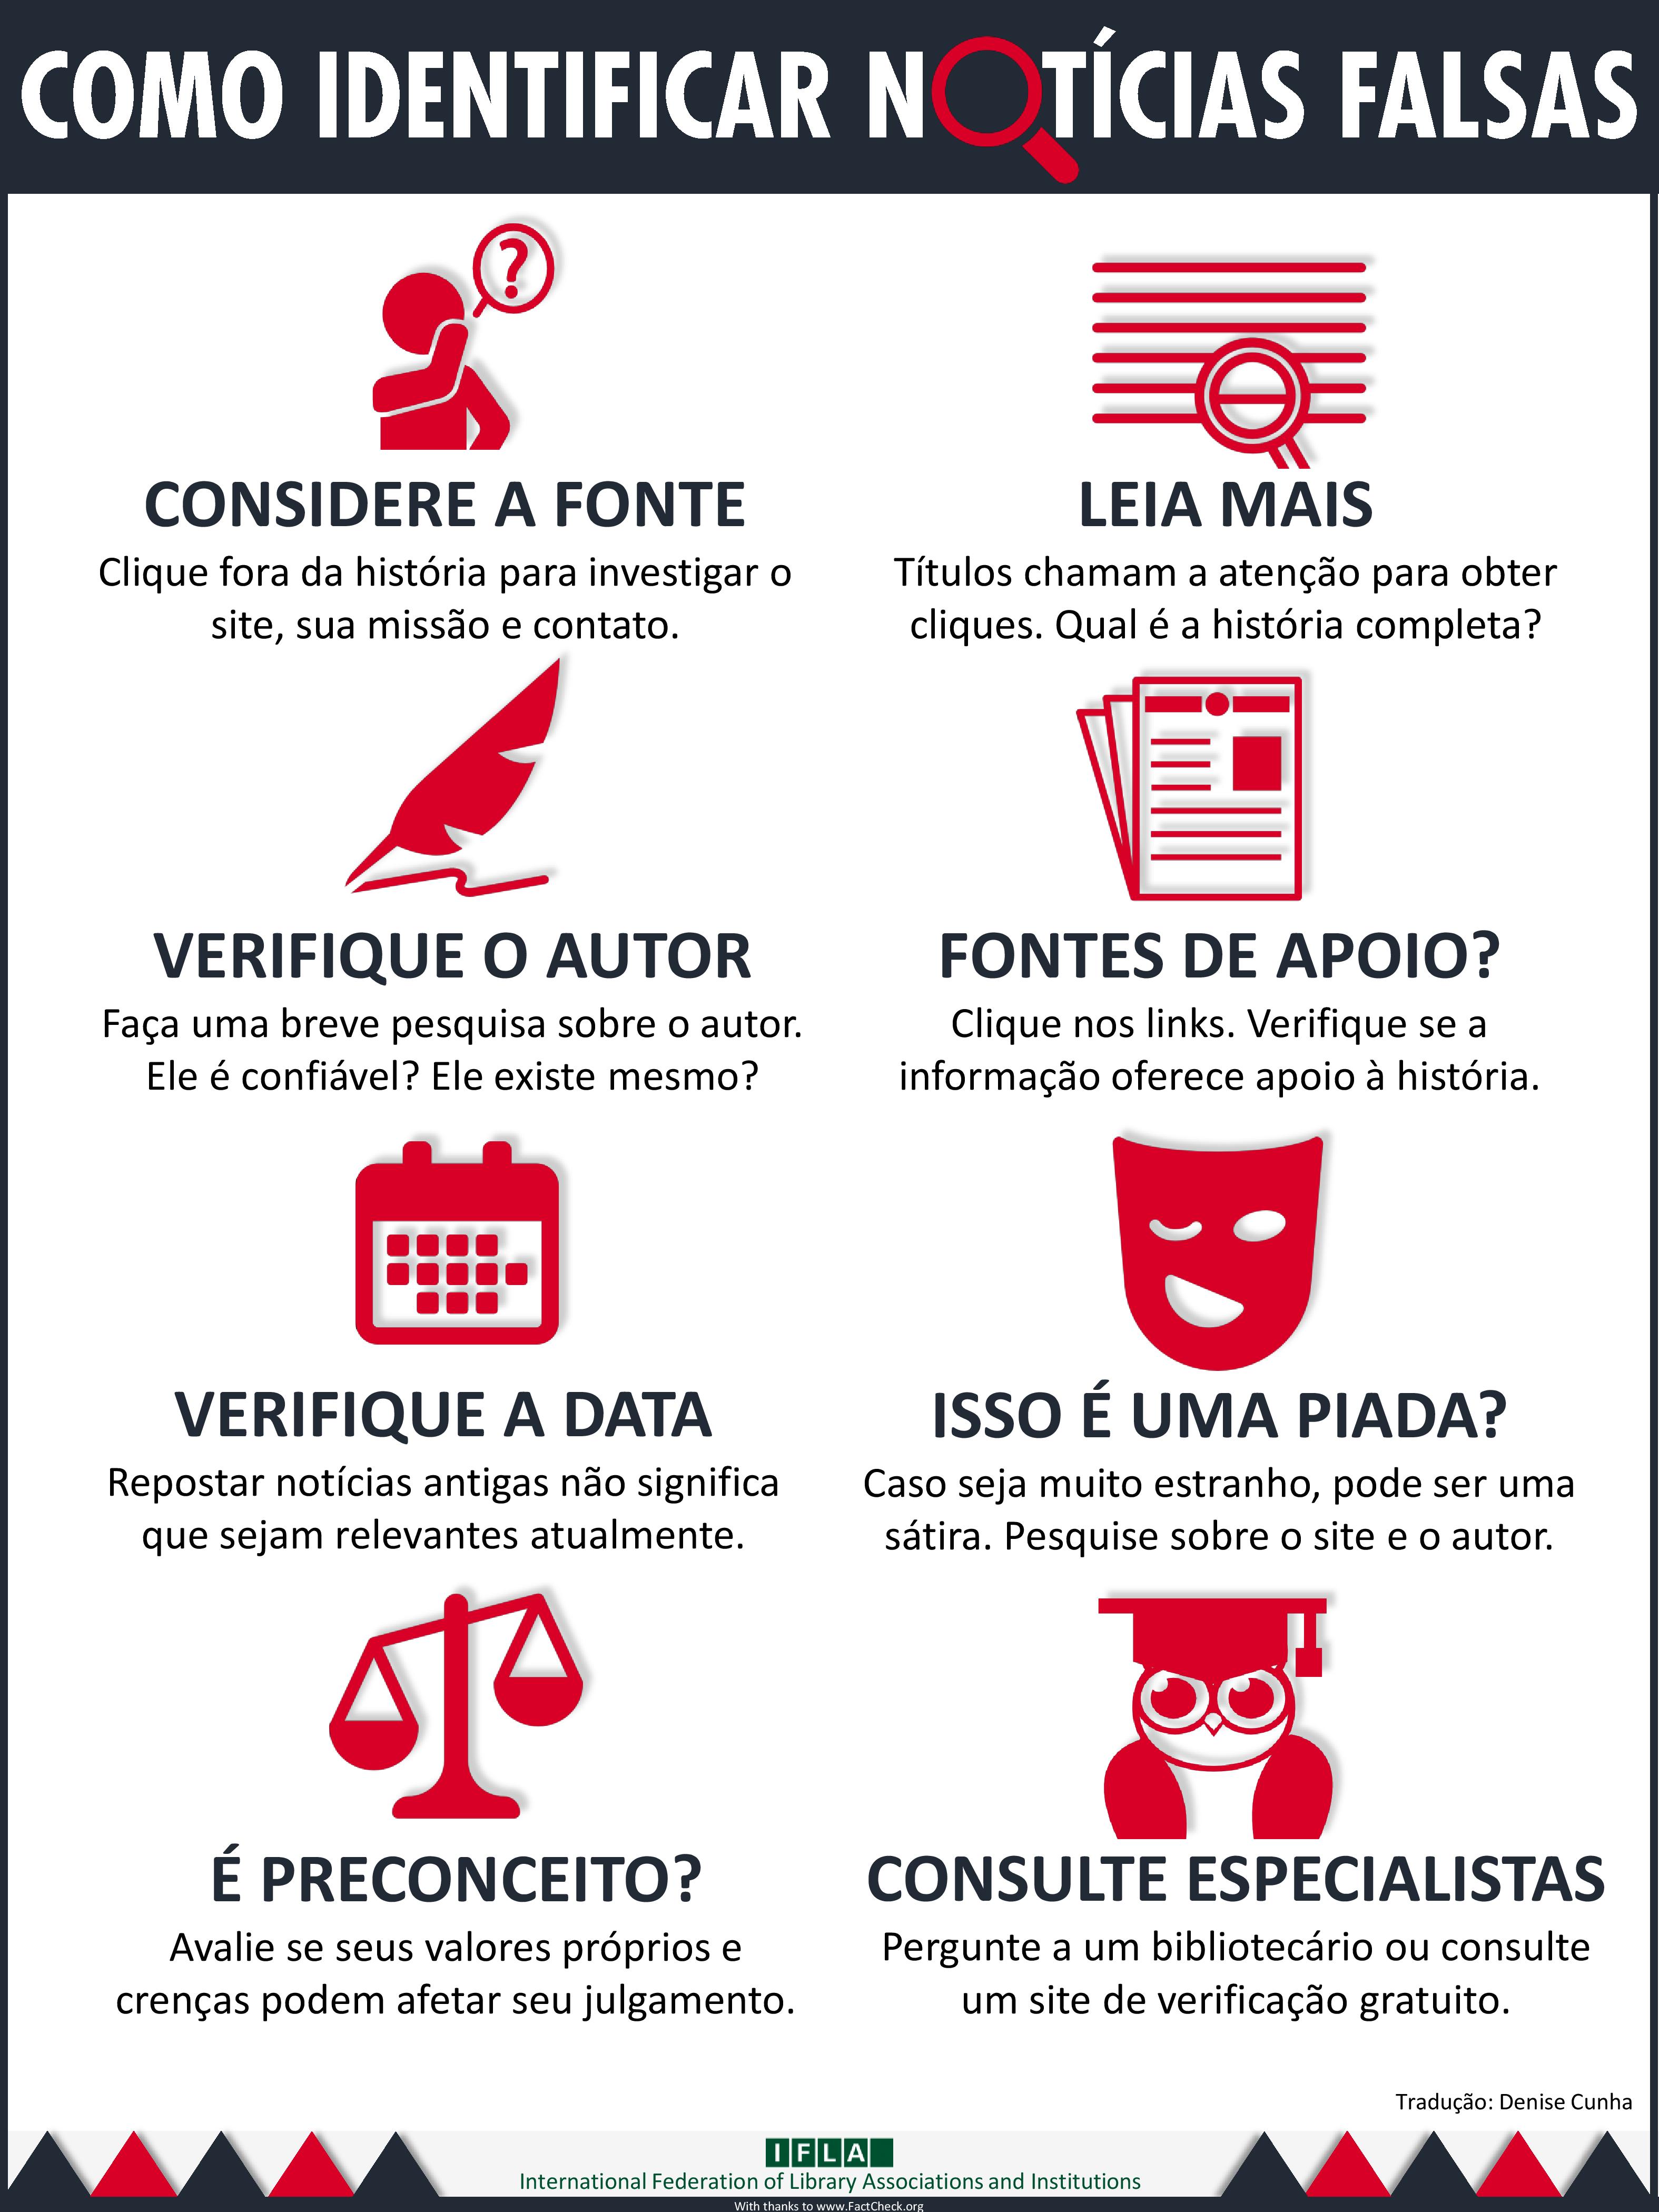 COMO IDENTIFICAR NOTÍCIAS FALSAS
CONSIDERE A FONTE
Clique fora da história para investigar o
site, sua missão e contato.
LEIA MAIS
Títulos chamam a atenção para obter
cliques. Qual é a história completa?
VERIFIQUE O AUTOR
Faça uma breve pesquisa sobre o autor.
Ele é confiável? Ele existe mesmo?
FONTES DE APOIO?
Clique nos links. Verifique se a
informação oferece apoio à história.
VERIFIQUE A DATA
Repostar notícias antigas não significa
que sejam relevantes atualmente.
ISSO É UMA PIADA?
Caso seja muito estranho, pode ser uma
sátira. Pesquise sobre o site e o autor.
É PRECONCEITO?
Avalie se seus valores próprios e
crenças podem afetar seu julgamento.
CONSULTE ESPECIALISTAS
Pergunte a um bibliotecário ou consulte
um site de verificação gratuito.
Tradução: Denise Cunha
IFLA
International Federation of Library Associations and Institutions
With thanks to www.FactCheck.org